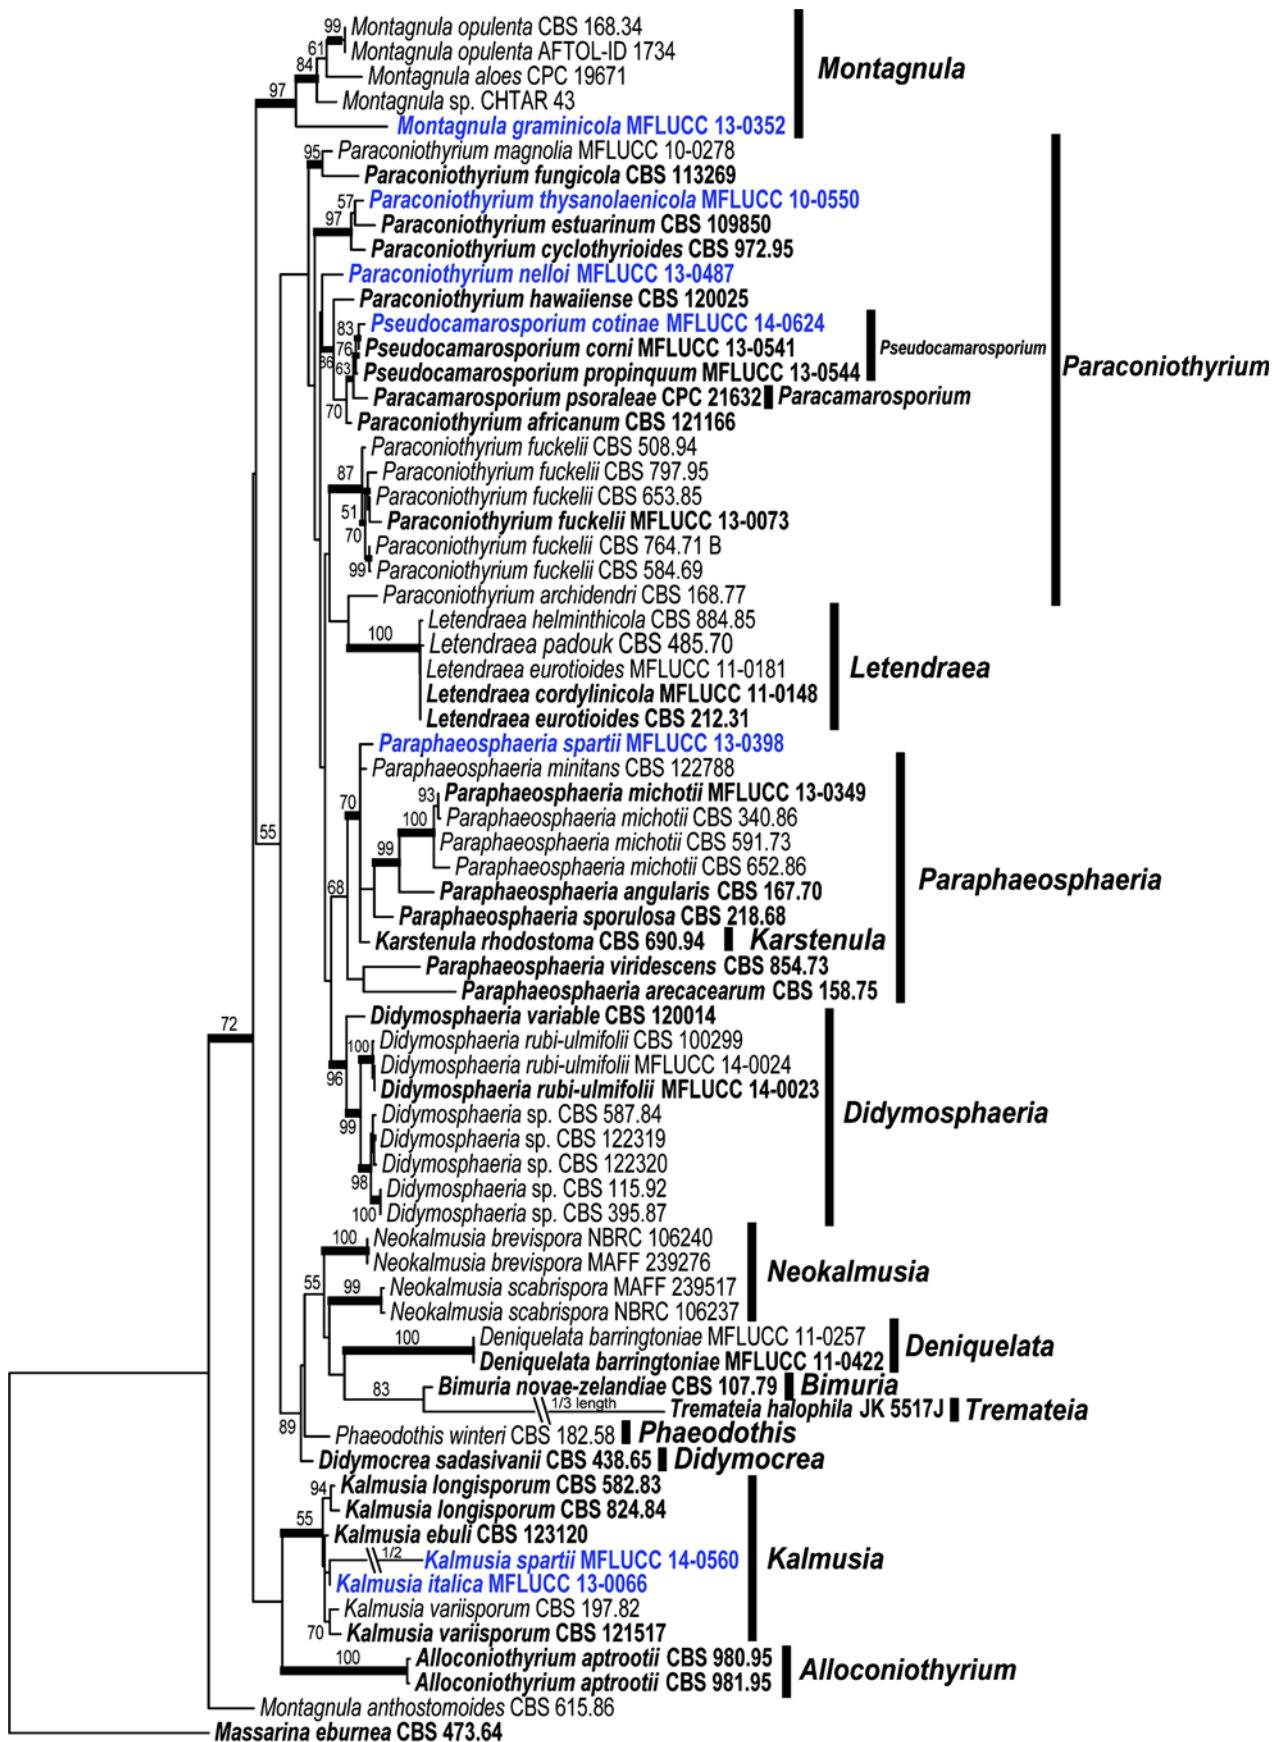 99
Montagnula opulenta CBS 168.34
Montagnula opulenta AFTOL-ID 1734
61
84
Montagnula aloes CPC 19671
Montagnula
97
Montagnula sp. CHTAR 43
Montagnula graminicola MFLUCC 13-0352
95
Paraconiothyrium magnolia MFLUCC 10-0278
Paraconiothyrium fungicola CBS 113269
57
Paraconiothyrium thysanolaenicola MFLUCC 10-0550
97
Paraconiothyrium estuarinum CBS 109850
Paraconiothyrium cyclothyrioides CBS 972.95
Paraconiothyrium nelloi MFLUCC 13-0487
Paraconiothyrium hawaiiense CBS 120025
83
Pseudocamarosporium cotinae MFLUCC 14-0624
76
Pseudocamarosporium corni MFLUCC 13-0541
Pseudocamarosporium
86
63
Pseudocamarosporium propinquum MFLUCC 13-0544
Paraconiothyrium
Paracamarosporium psoraleae CPC 21632
Paracamarosporium
70
Paraconiothyrium africanum CBS 121166
Paraconiothyrium fuckelii CBS 508.94
87
Paraconiothyrium fuckelii CBS 797.95
Paraconiothyrium fuckelii CBS 653.85
51
Paraconiothyrium fuckelii MFLUCC 13-0073
70
Paraconiothyrium fuckelii CBS 764.71 B
99
Paraconiothyrium fuckelii CBS 584.69
Paraconiothyrium archidendri CBS 168.77
Letendraea helminthicola CBS 884.85
100
Letendraea padouk CBS 485.70
Letendraea eurotioides MFLUCC 11-0181
Letendraea
Letendraea cordylinicola MFLUCC 11-0148
Letendraea eurotioides CBS 212.31
Paraphaeosphaeria spartii MFLUCC 13-0398
Paraphaeosphaeria minitans CBS 122788
93
Paraphaeosphaeria michotii MFLUCC 13-0349
70
100
Paraphaeosphaeria michotii CBS 340.86
55
Paraphaeosphaeria michotii CBS 591.73
99
Paraphaeosphaeria michotii CBS 652.86
68
Paraphaeosphaeria angularis CBS 167.70
Paraphaeosphaeria
Paraphaeosphaeria sporulosa CBS 218.68
Karstenula rhodostoma CBS 690.94
Karstenula
Paraphaeosphaeria viridescens CBS 854.73
Paraphaeosphaeria arecacearum CBS 158.75
72
Didymosphaeria variable CBS 120014
100
Didymosphaeria rubi-ulmifolii CBS 100299
Didymosphaeria rubi-ulmifolii MFLUCC 14-0024
96
Didymosphaeria rubi-ulmifolii MFLUCC 14-0023
99
Didymosphaeria sp. CBS 587.84
Didymosphaeria
Didymosphaeria sp. CBS 122319
Didymosphaeria sp. CBS 122320
98
Didymosphaeria sp. CBS 115.92
100
Didymosphaeria sp. CBS 395.87
100
Neokalmusia brevispora NBRC 106240
Neokalmusia brevispora MAFF 239276
Neokalmusia
55
99
Neokalmusia scabrispora MAFF 239517
Neokalmusia scabrispora NBRC 106237
100
Deniquelata barringtoniae MFLUCC 11-0257
Deniquelata
Deniquelata barringtoniae MFLUCC 11-0422
83
Bimuria novae-zelandiae CBS 107.79
Bimuria
1/3 length
Tremateia halophila JK 5517J
Tremateia
89
Phaeodothis winteri CBS 182.58
Phaeodothis
Didymocrea sadasivanii CBS 438.65
Didymocrea
94
Kalmusia longisporum CBS 582.83
Kalmusia longisporum CBS 824.84
55
Kalmusia ebuli CBS 123120
1/2
Kalmusia spartii MFLUCC 14-0560
Kalmusia
Kalmusia italica MFLUCC 13-0066
Kalmusia variisporum CBS 197.82
70
Kalmusia variisporum CBS 121517
100
Alloconiothyrium aptrootii CBS 980.95
Alloconiothyrium
Alloconiothyrium aptrootii CBS 981.95
Montagnula anthostomoides CBS 615.86
Massarina eburnea CBS 473.64